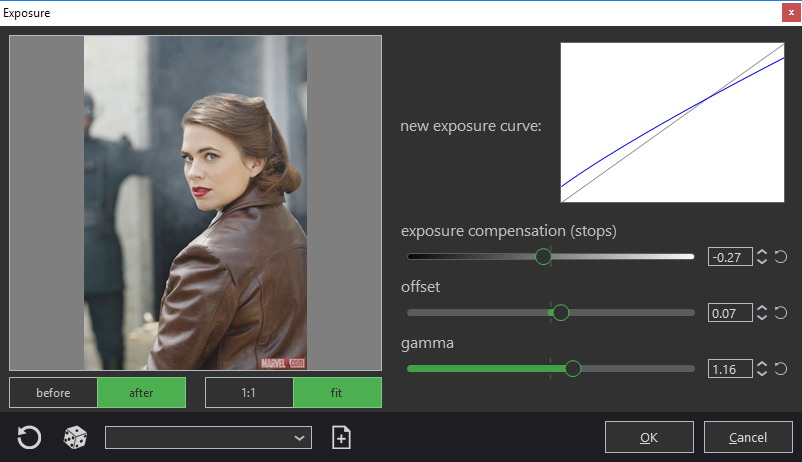 Exposure
x
new exposure curve:
exposure compensation (stops)
-0.27
offset
0.07
gamma
1.16
MARVEL.com
before
after
1:1
fit
OK
Cancel